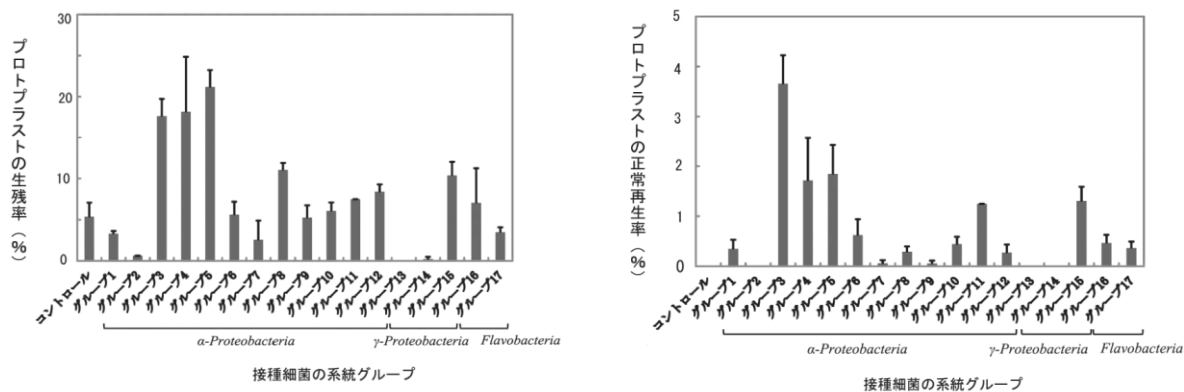 プロトプラストの生残率（%）
30
20
10
0
コントロール
グループ1
グループ2
グループ3
グループ4
グループ5
グループ6
グループ7
グループ8
グループ9
グループ10
グループ11
グループ12
グループ13
グループ14
グループ15
グループ16
グループ17
α-Proteobacteria
γ-Proteobacteria
Flavobacteria
接種細菌の系統グループ
プロトプラストの正常再生率（%）
5
4
3
2
1
0
コントロール
グループ1
グループ2
グループ3
グループ4
グループ5
グループ6
グループ7
グループ8
グループ9
グループ10
グループ11
グループ12
グループ13
グループ14
グループ15
グループ16
グループ17
α-Proteobacteria
γ-Proteobacteria
Flavobacteria
接種細菌の系統グループ